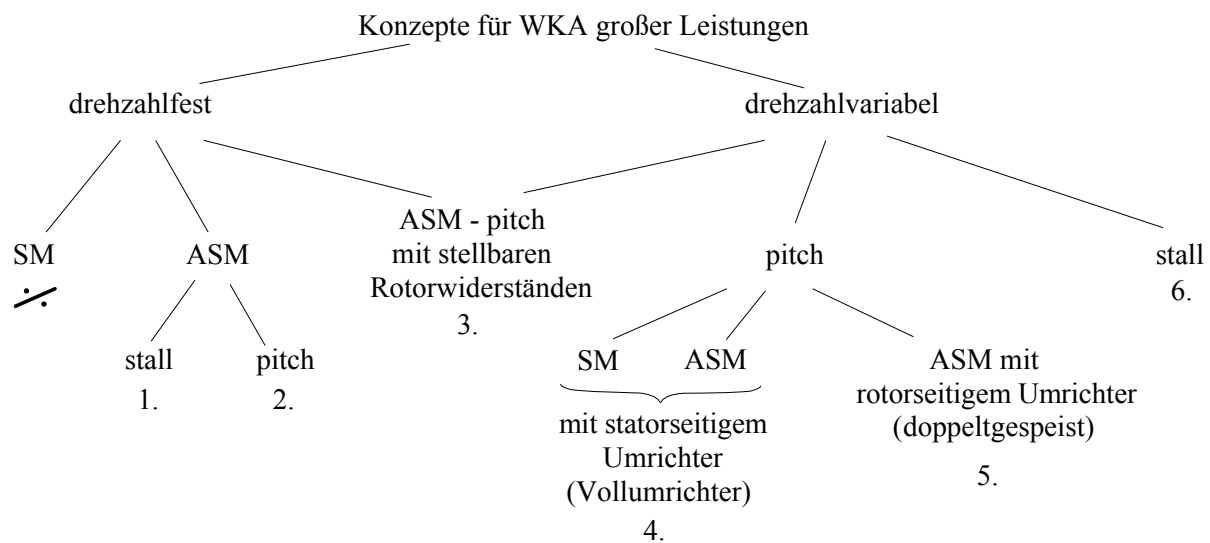 Konzepte für WKA großer Leistungen
drehzahlfest
drehzahlvariabel
SM
ASM
ASM - pitch
mit stellbaren
Rotorwiderständen
3.
pitch
stall
6.
stall
1.
pitch
2.
SM
ASM
mit statorseitigem
Umrichter
(Vollumrichter)
4.
ASM mit
rotorseitigem Umrichter
(doppeltgespeist)
5.